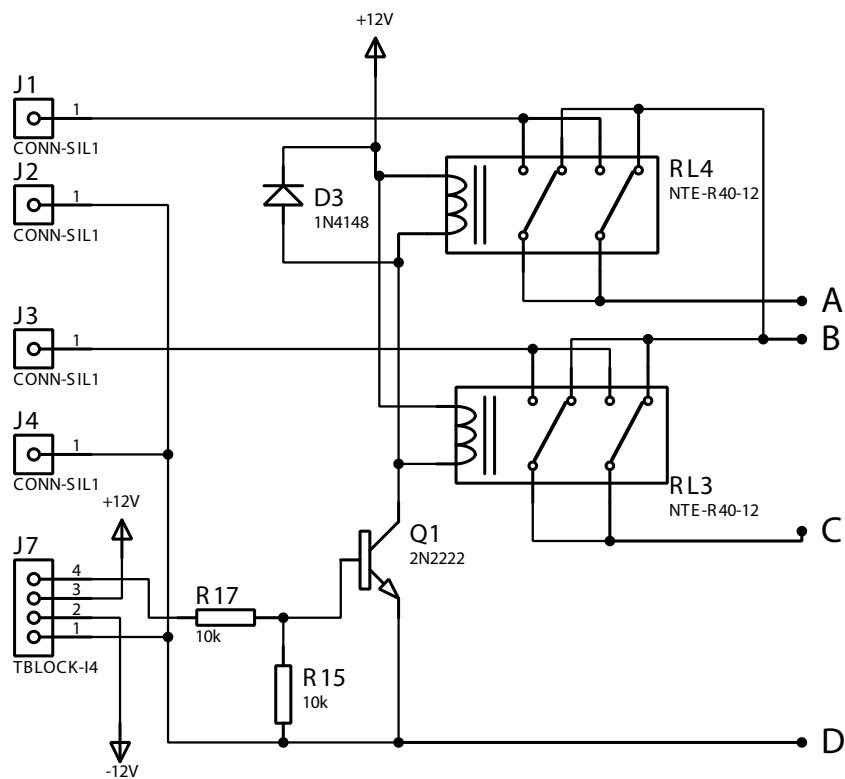 +12V
J1
1
CONN-SIL1
J2
1
CONN-SIL1
D3
1N4148
RL4
NTE-R40-12
A
B
J3
1
CONN-SIL1
J4
1
CONN-SIL1
RL3
NTE-R40-12
C
+12V
J7
4
3
2
1
TBLOCK-I4
R17
10k
Q1
2N2222
R15
10k
D
-12V